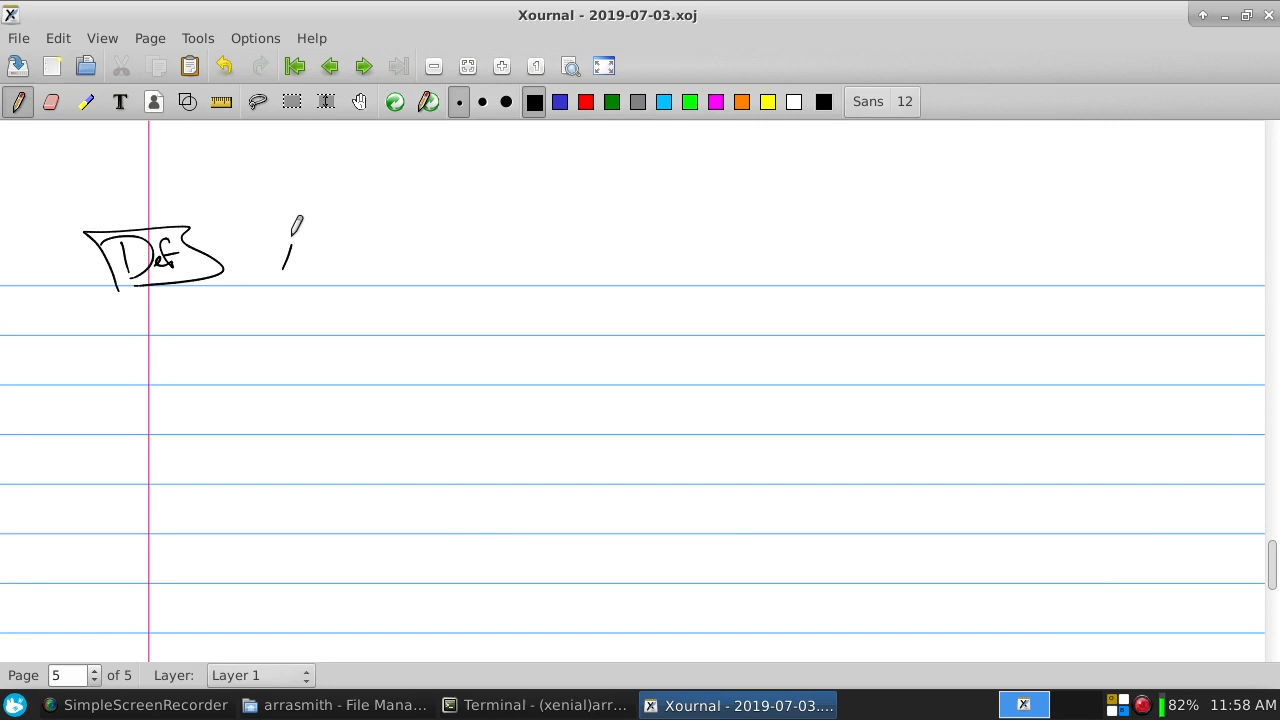 Xournal - 2019-07-03.xoj
File Edit View Page Tools Options Help
T Sans 12
Def
Page 5 of 5 Layer: Layer 1
SimpleScreenRecorder arrasmith - File Mana... Terminal - (xenial)arr... Xournal - 2019-07-03.... 82% 11:58 AM